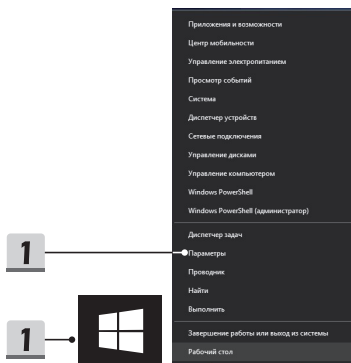 Приложения и возможности
Центр мобильности
Управление электропитанием
Просмотр событий
Система
Диспетчер устройств
Сетевые подключения
Управление дисками
Управление компьютером
Windows PowerShell
Windows PowerShell (администратор)
Диспетчер задач
1
Параметры
Проводник
Найти
Выполнить
1
Завершение работы или выход из системы
Рабочий стол